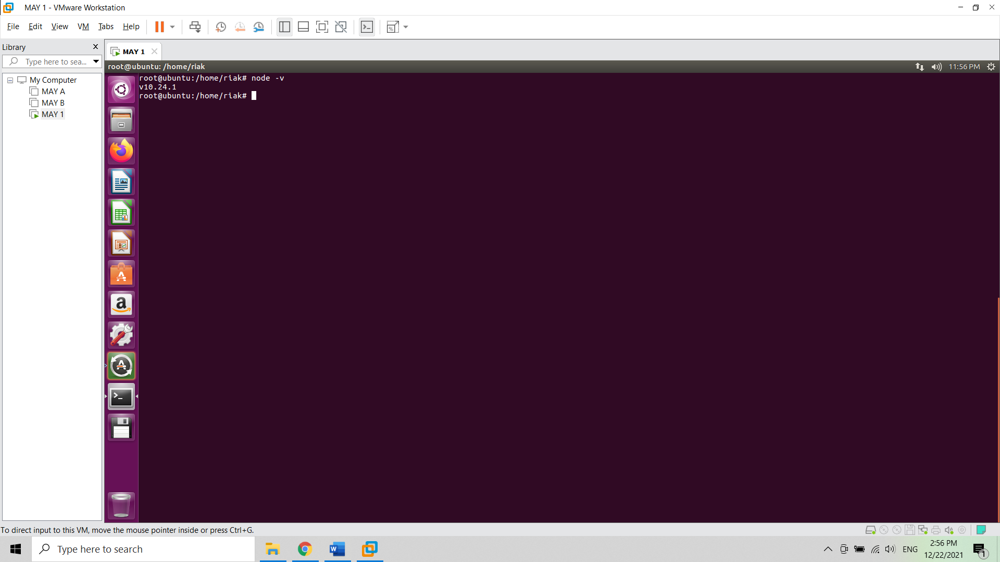 MAY 1 - VMware Workstation
File Edit View VM Tabs Help
Library
Type here to sea...
My Computer
MAY A
MAY B
MAY 1
MAY 1
root@ubuntu: /home/riak
11:56 PM
root@ubuntu:/home/riak# node -v
v10.24.1
root@ubuntu:/home/riak#
To direct input to this VM, move the mouse pointer inside or press Ctrl+G.
Type here to search
ENG
2:56 PM
12/22/2021
1